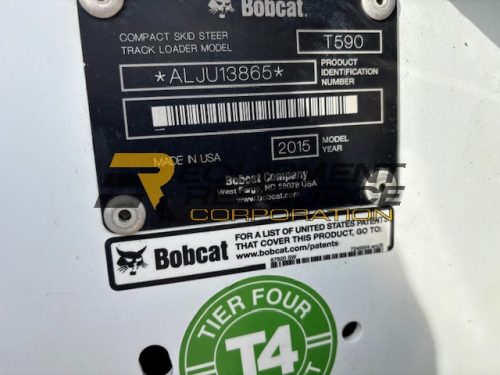 Bobcat.
COMPACT SKID STEER
TRACK LOADER MODEL
T590
*ALJU13865*
PRODUCT
IDENTIFICATION
NUMBER
MADE IN USA
2015
MODEL
YEAR
Bobcat Company
West Fargo, ND 58078 USA
www.bobcat.com
EQUIPMENT
RESOURCE
CORPORATION
Bobcat
FOR A LIST OF UNITED STATES PATENTS
THAT COVER THIS PRODUCT, GO TO:
www.bobcat.com/patents
TIER FOUR
T4